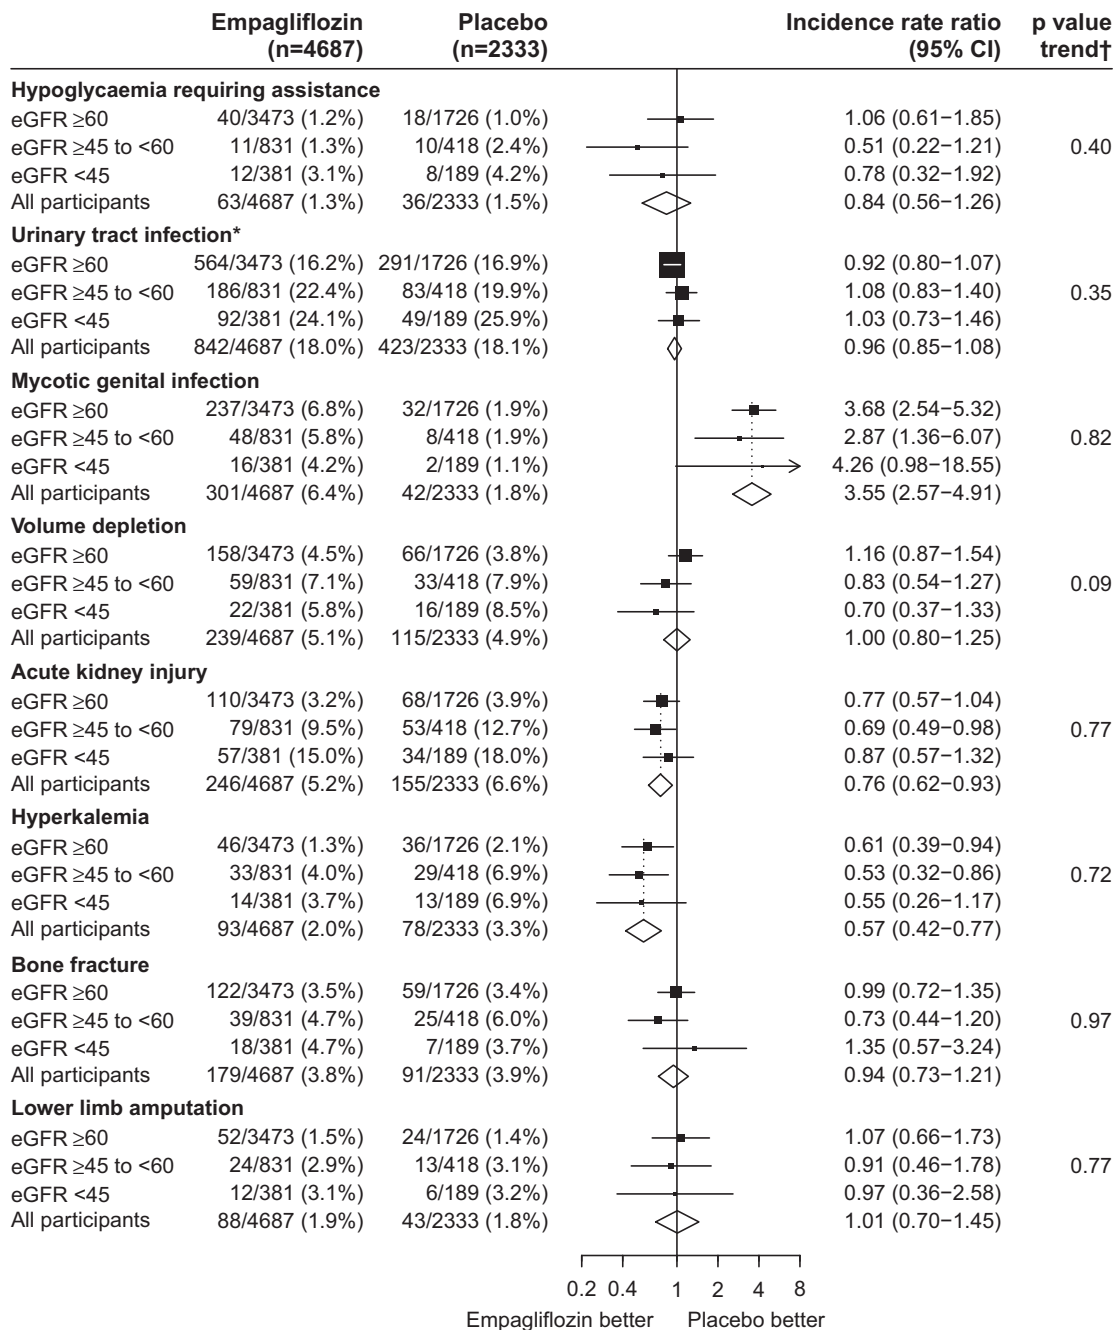 Empagliflozin Placebo Incidence rate ratio p value
(n=4687) (n=2333) (95% CI) trend†
Hypoglycaemia requiring assistance
eGFR ≥60 40/3473 (1.2%) 18/1726 (1.0%) 1.06 (0.61−1.85)
eGFR ≥45 to <60 11/831 (1.3%) 10/418 (2.4%) 0.51 (0.22−1.21) 0.40
eGFR <45 12/381 (3.1%) 8/189 (4.2%) 0.78 (0.32−1.92)
All participants 63/4687 (1.3%) 36/2333 (1.5%) 0.84 (0.56−1.26)
Urinary tract infection*
eGFR ≥60 564/3473 (16.2%) 291/1726 (16.9%) 0.92 (0.80−1.07)
eGFR ≥45 to <60 186/831 (22.4%) 83/418 (19.9%) 1.08 (0.83−1.40) 0.35
eGFR <45 92/381 (24.1%) 49/189 (25.9%) 1.03 (0.73−1.46)
All participants 842/4687 (18.0%) 423/2333 (18.1%) 0.96 (0.85−1.08)
Mycotic genital infection
eGFR ≥60 237/3473 (6.8%) 32/1726 (1.9%) 3.68 (2.54−5.32)
eGFR ≥45 to <60 48/831 (5.8%) 8/418 (1.9%) 2.87 (1.36−6.07) 0.82
eGFR <45 16/381 (4.2%) 2/189 (1.1%) 4.26 (0.98−18.55)
All participants 301/4687 (6.4%) 42/2333 (1.8%) 3.55 (2.57−4.91)
Volume depletion
eGFR ≥60 158/3473 (4.5%) 66/1726 (3.8%) 1.16 (0.87−1.54)
eGFR ≥45 to <60 59/831 (7.1%) 33/418 (7.9%) 0.83 (0.54−1.27) 0.09
eGFR <45 22/381 (5.8%) 16/189 (8.5%) 0.70 (0.37−1.33)
All participants 239/4687 (5.1%) 115/2333 (4.9%) 1.00 (0.80−1.25)
Acute kidney injury
eGFR ≥60 110/3473 (3.2%) 68/1726 (3.9%) 0.77 (0.57−1.04)
eGFR ≥45 to <60 79/831 (9.5%) 53/418 (12.7%) 0.69 (0.49−0.98) 0.77
eGFR <45 57/381 (15.0%) 34/189 (18.0%) 0.87 (0.57−1.32)
All participants 246/4687 (5.2%) 155/2333 (6.6%) 0.76 (0.62−0.93)
Hyperkalemia
eGFR ≥60 46/3473 (1.3%) 36/1726 (2.1%) 0.61 (0.39−0.94)
eGFR ≥45 to <60 33/831 (4.0%) 29/418 (6.9%) 0.53 (0.32−0.86) 0.72
eGFR <45 14/381 (3.7%) 13/189 (6.9%) 0.55 (0.26−1.17)
All participants 93/4687 (2.0%) 78/2333 (3.3%) 0.57 (0.42−0.77)
Bone fracture
eGFR ≥60 122/3473 (3.5%) 59/1726 (3.4%) 0.99 (0.72−1.35)
eGFR ≥45 to <60 39/831 (4.7%) 25/418 (6.0%) 0.73 (0.44−1.20) 0.97
eGFR <45 18/381 (4.7%) 7/189 (3.7%) 1.35 (0.57−3.24)
All participants 179/4687 (3.8%) 91/2333 (3.9%) 0.94 (0.73−1.21)
Lower limb amputation
eGFR ≥60 52/3473 (1.5%) 24/1726 (1.4%) 1.07 (0.66−1.73)
eGFR ≥45 to <60 24/831 (2.9%) 13/418 (3.1%) 0.91 (0.46−1.78) 0.77
eGFR <45 12/381 (3.1%) 6/189 (3.2%) 0.97 (0.36−2.58)
All participants 88/4687 (1.9%) 43/2333 (1.8%) 1.01 (0.70−1.45)
0.2 0.4 1 2 4 8
Empagliflozin better Placebo better